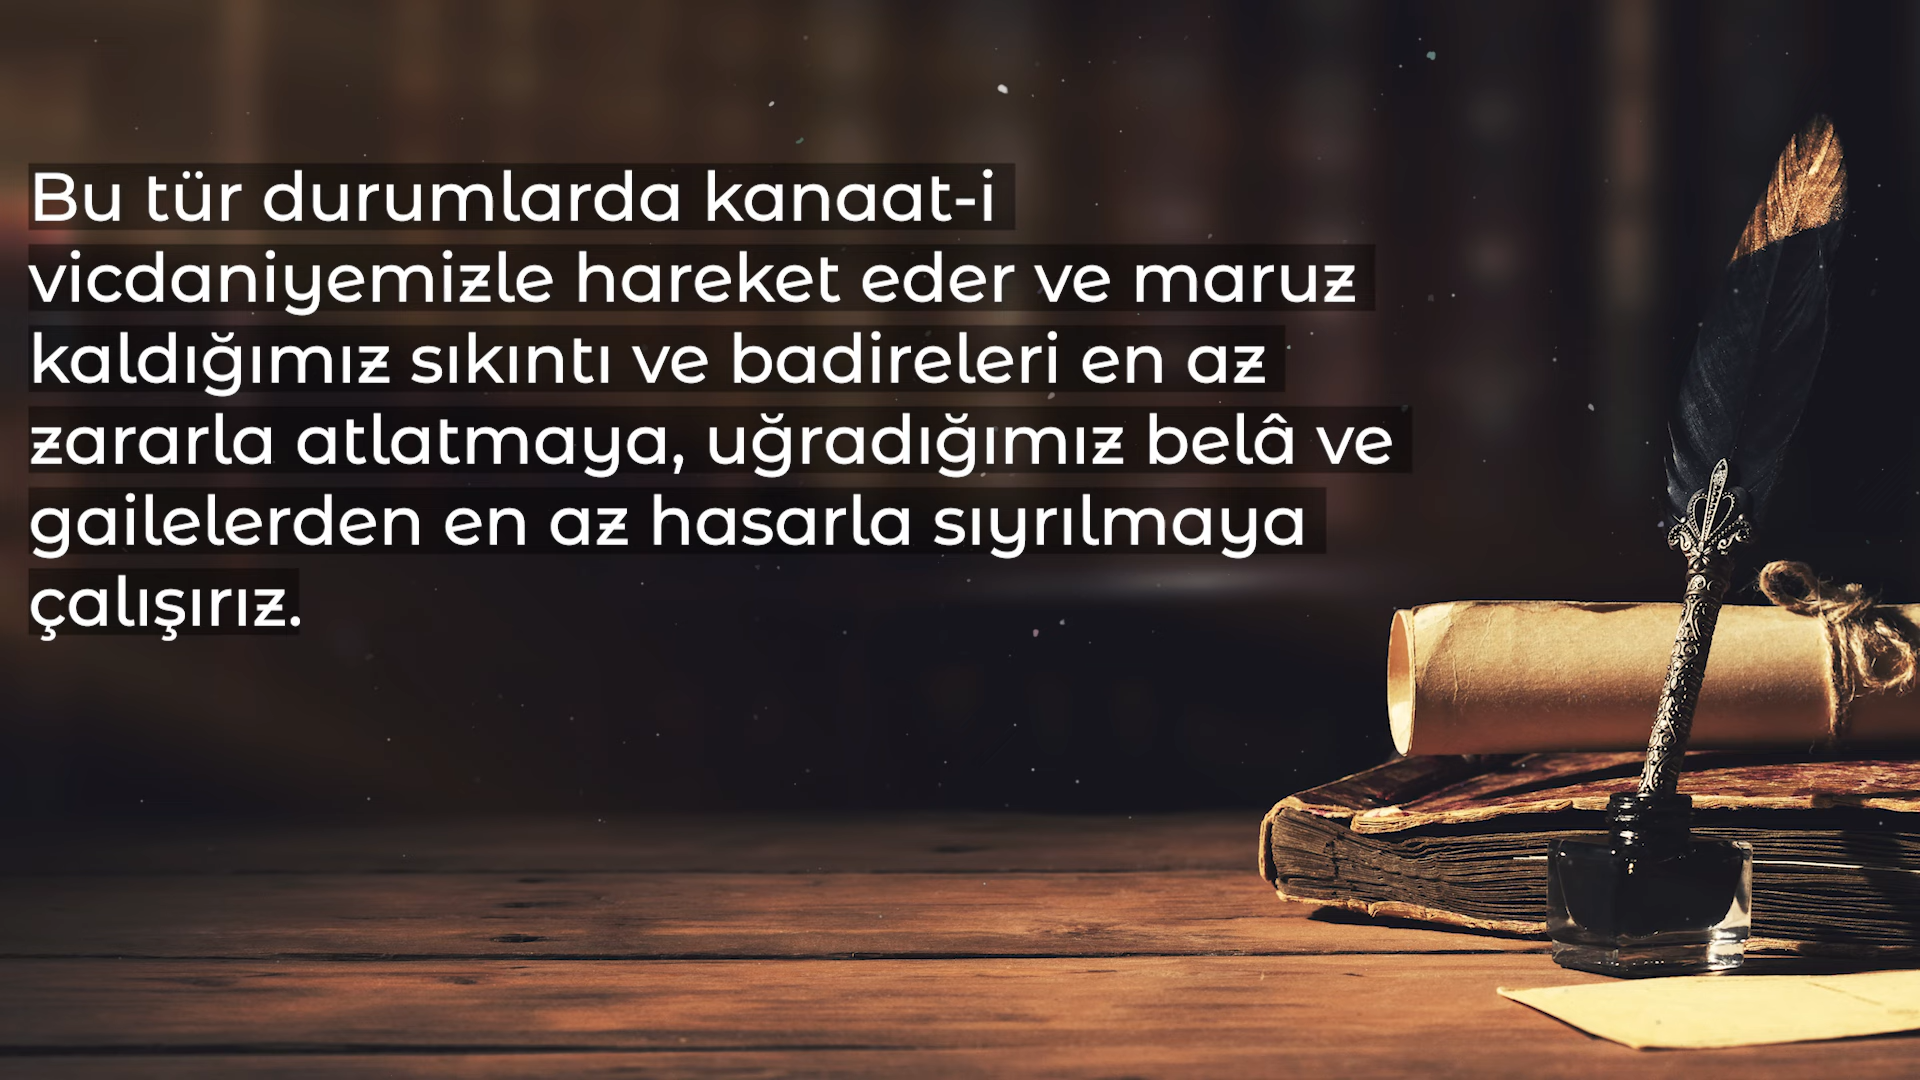 Bu tür durumlarda kanaat-i
vicdaniyemizle hareket eder ve maruz
kaldığımız sıkıntı ve badireleri en az
zararla atlatmaya, uğradığımız belâ ve
gailelerden en az hasarla sıyrılmaya
çalışırız.